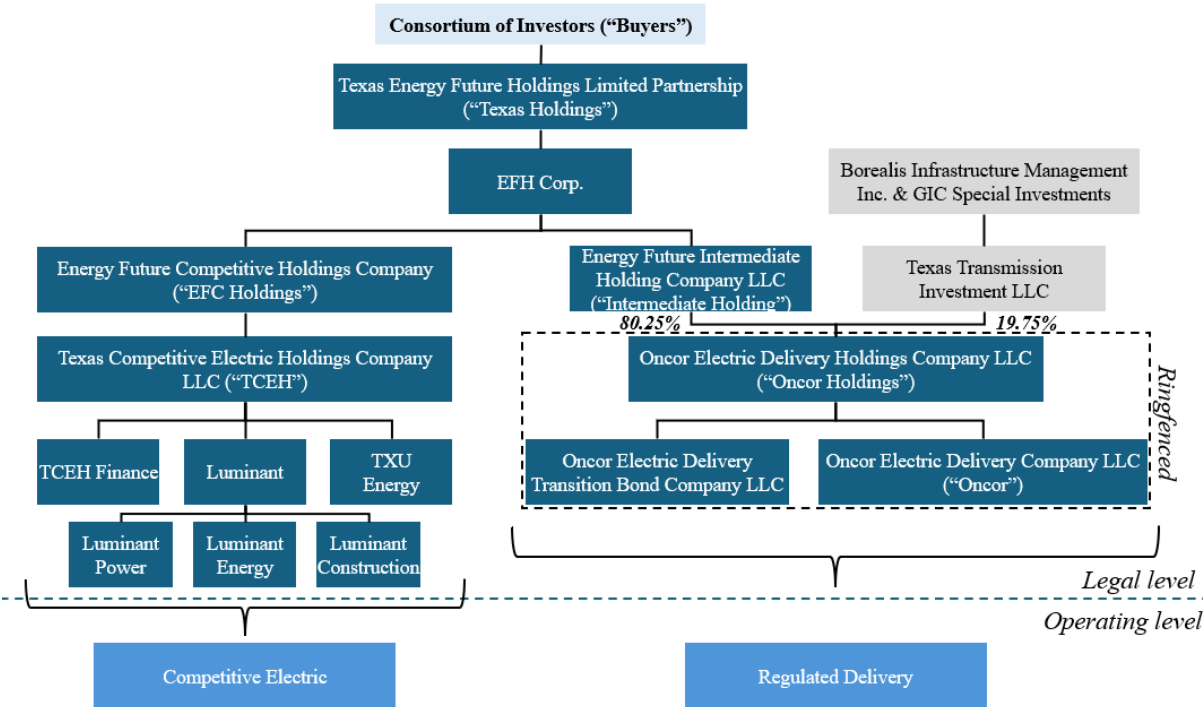 Consortium of Investors (“Buyers”)
Texas Energy Future Holdings Limited Partnership
(“Texas Holdings”)
EFH Corp.
Borealis Infrastructure Management
Inc. & GIC Special Investments
Energy Future Competitive Holdings Company
(“EFC Holdings”)
Energy Future Intermediate
Holding Company LLC
(“Intermediate Holding”)
Texas Transmission
Investment LLC
80.25%
19.75%
Texas Competitive Electric Holdings Company
LLC (“TCEH”)
Oncor Electric Delivery Holdings Company LLC
(“Oncor Holdings”)
Ringfenced
TCEH Finance
Luminant
TXU
Energy
Oncor Electric Delivery
Transition Bond Company LLC
Oncor Electric Delivery Company LLC
(“Oncor”)
Luminant
Power
Luminant
Energy
Luminant
Construction
Legal level
Operating level
Competitive Electric
Regulated Delivery